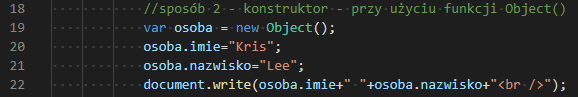 18 //sposób 2 - konstruktor - przy użyciu funkcji Object()
19 var osoba = new Object();
20 osoba.imie="Kris";
21 osoba.nazwisko="Lee";
22 document.write(osoba.imie+" "+osoba.nazwisko+"<br />");